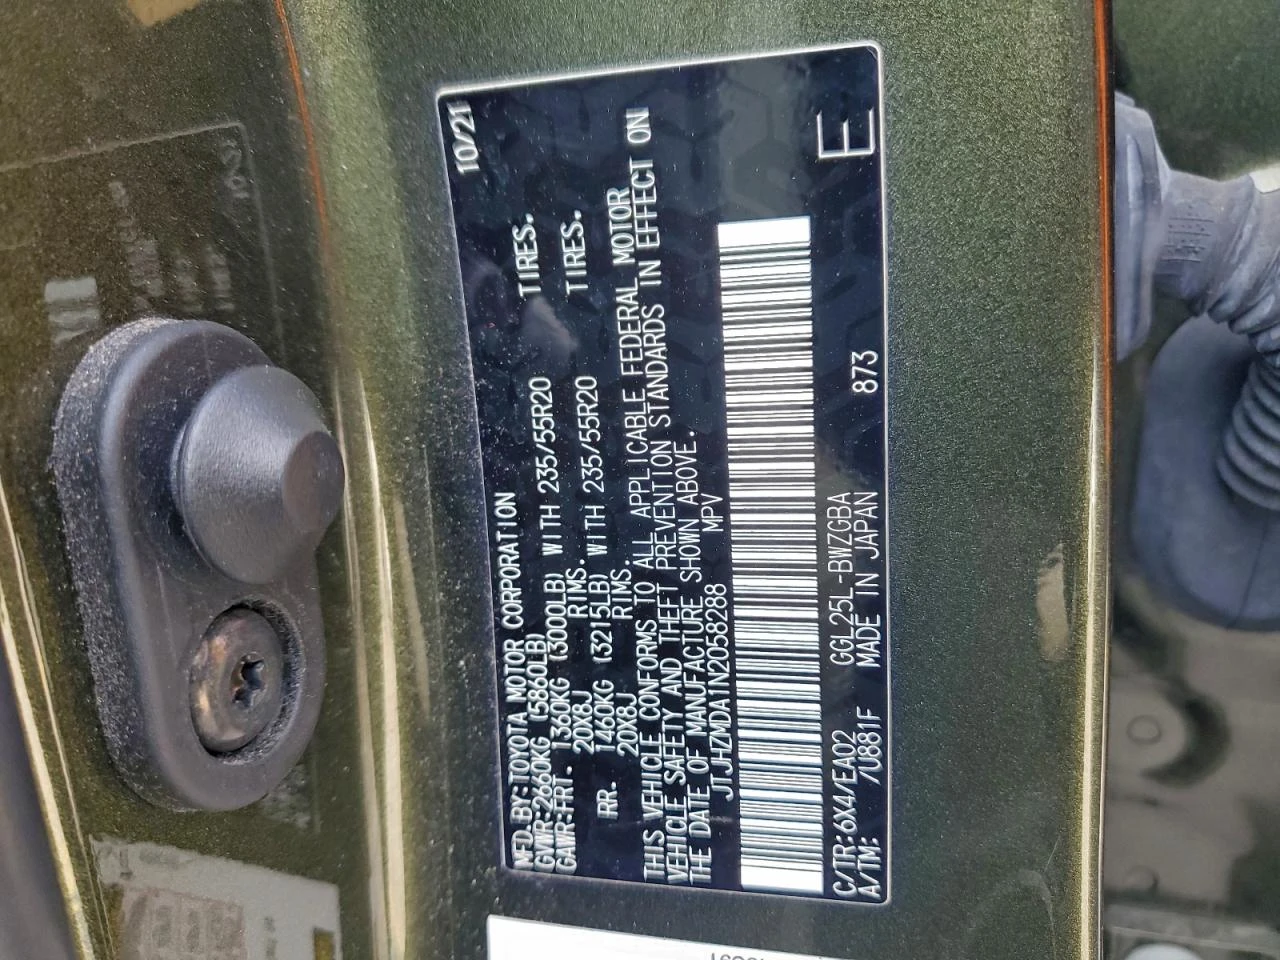 MFD.BY:TOYOTA MOTOR CORPORATION 10/21
GVWR:2660KG (5860LB)
GAWR:FRT. 1360KG (3000LB) WITH 235/55R20 TIRES.
20X8J RIMS.
RR. 1460KG (3215LB) WITH 235/55R20 TIRES.
20X8J RIMS.
THIS VEHICLE CONFORMS TO ALL APPLICABLE FEDERAL MOTOR
VEHICLE SAFETY AND THEFT PREVENTION STANDARDS IN EFFECT ON
THE DATE OF MANUFACTURE SHOWN ABOVE.
JTJHZMDA1N2058288 MPV
C/TR:6X4/EA02 GGL25L-BWZGBA 873 E
A/TM: /U881F MADE IN JAPAN